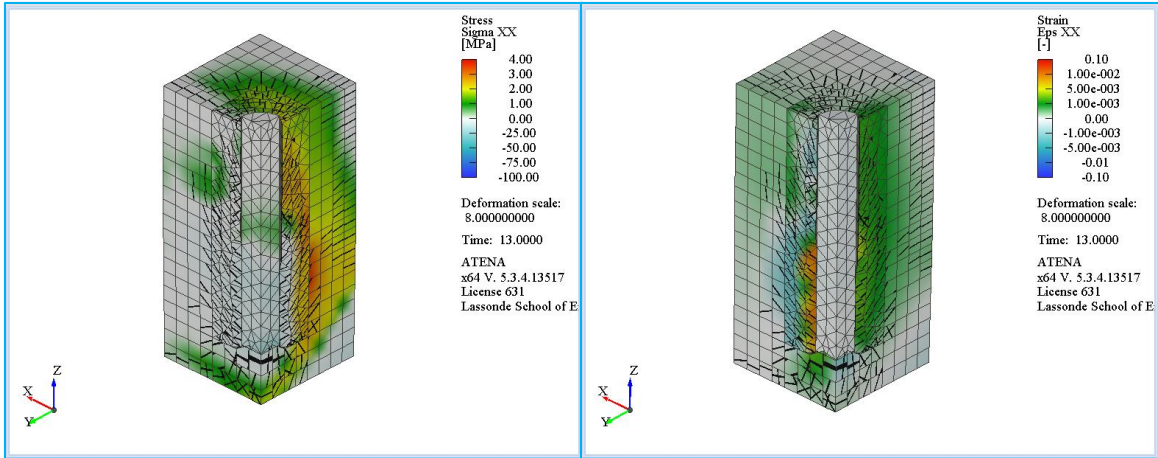 Stress
Sigma XX
[MPa]
4.00
3.00
2.00
1.00
0.00
-25.00
-50.00
-75.00
-100.00
Deformation scale:
8.000000000
Time: 13.0000
ATENA
x64 V. 5.3.4.13517
License 631
Lassonde School of E
Z
X
Y
Strain
Eps XX
[-]
0.10
1.00e-002
5.00e-003
1.00e-003
0.00
-1.00e-003
-5.00e-003
-0.01
-0.10
Deformation scale:
8.000000000
Time: 13.0000
ATENA
x64 V. 5.3.4.13517
License 631
Lassonde School of E
Z
X
Y